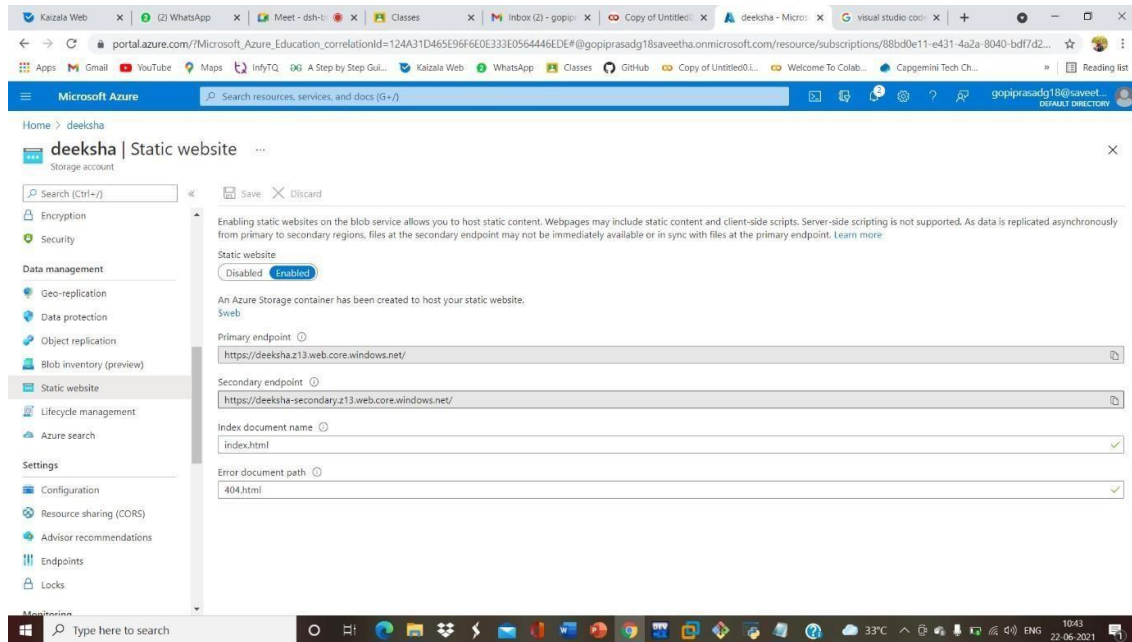 Kaizala Web
(2) WhatsApp
Meet - dsh-b
Classes
Inbox (2) - gopip
Copy of Untitled
deeksha - Micros
visual studio cod
portal.azure.com/?Microsoft_Azure_Education_correlationId=124A31D465E96F6E0E333E0564446EDE#@gopiprasadg18saveetha.onmicrosoft.com/resource/subscriptions/88bd0e11-e431-4a2a-8040-bdf7d2...
Apps Gmail YouTube Maps InfyTQ A Step by Step Gui... Kaizala Web WhatsApp Classes GitHub Copy of Untitled0.i... Welcome To Colab... Capgemini Tech Ch... » Reading list
Microsoft Azure
Search resources, services, and docs (G+/)
2
gopiprasadg18@saveet...
DEFAULT DIRECTORY
Home > deeksha
deeksha | Static website ...
Storage account
Search (Ctrl+/)
«
Encryption
Security
Data management
Geo-replication
Data protection
Object replication
Blob inventory (preview)
Static website
Lifecycle management
Azure search
Settings
Configuration
Resource sharing (CORS)
Advisor recommendations
Endpoints
Locks
Monitoring
Save Discard
Enabling static websites on the blob service allows you to host static content. Webpages may include static content and client-side scripts. Server-side scripting is not supported. As data is replicated asynchronously
from primary to secondary regions, files at the secondary endpoint may not be immediately available or in sync with files at the primary endpoint. Learn more
Static website
Disabled Enabled
An Azure Storage container has been created to host your static website.
$web
Primary endpoint
https://deeksha.z13.web.core.windows.net/
Secondary endpoint
https://deeksha-secondary.z13.web.core.windows.net/
Index document name
index.html
Error document path
404.html
Type here to search
33°C
ENG
10:43
22-06-2021